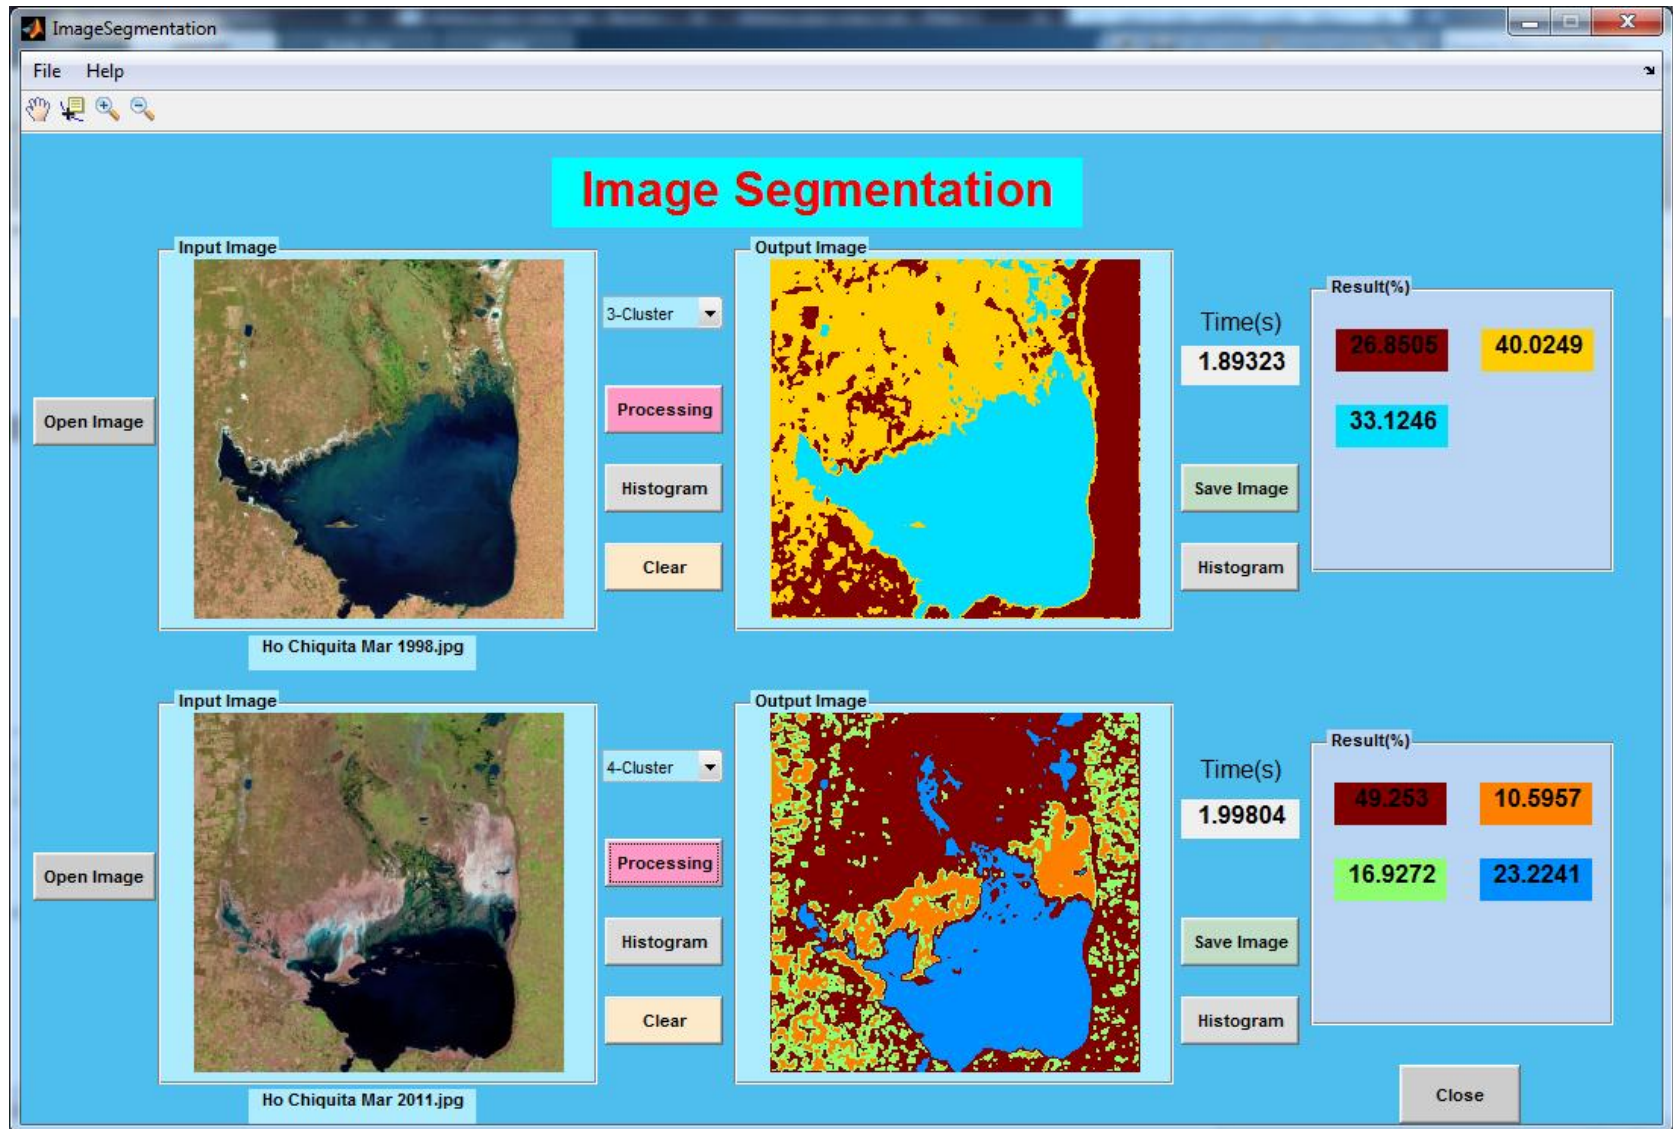 ImageSegmentation
File Help
Image Segmentation
Input Image
Output Image
Result(%)
3-Cluster
Time(s)
1.89323
26.8505
40.0249
33.1246
Open Image
Processing
Histogram
Clear
Save Image
Histogram
Ho Chiquita Mar 1998.jpg
Input Image
Output Image
Result(%)
4-Cluster
Time(s)
1.99804
49.253
10.5957
16.9272
23.2241
Open Image
Processing
Histogram
Clear
Save Image
Histogram
Ho Chiquita Mar 2011.jpg
Close